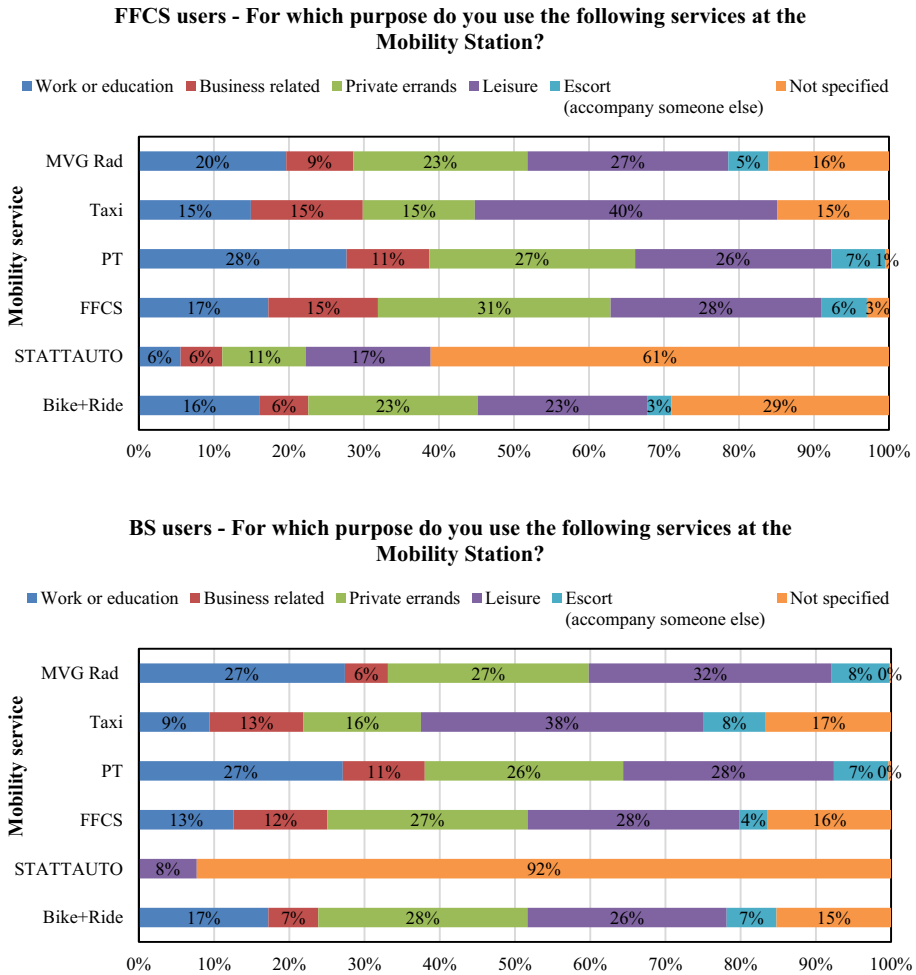 FFCS users - For which purpose do you use the following services at the
Mobility Station?
Work or education Business related Private errands Leisure Escort Not specified
(accompany someone else)
Mobility service
MVG Rad 20% 9% 23% 27% 5% 16%
Taxi 15% 15% 15% 40% 15%
PT 28% 11% 27% 26% 7% 1%
FFCS 17% 15% 31% 28% 6% 3%
STATTAUTO 6% 6% 11% 17% 61%
Bike+Ride 16% 6% 23% 23% 3% 29%
0% 10% 20% 30% 40% 50% 60% 70% 80% 90% 100%
BS users - For which purpose do you use the following services at the
Mobility Station?
Work or education Business related Private errands Leisure Escort Not specified
(accompany someone else)
Mobility service
MVG Rad 27% 6% 27% 32% 8% 0%
Taxi 9% 13% 16% 38% 8% 17%
PT 27% 11% 26% 28% 7% 0%
FFCS 13% 12% 27% 28% 4% 16%
STATTAUTO 8% 92%
Bike+Ride 17% 7% 28% 26% 7% 15%
0% 10% 20% 30% 40% 50% 60% 70% 80% 90% 100%